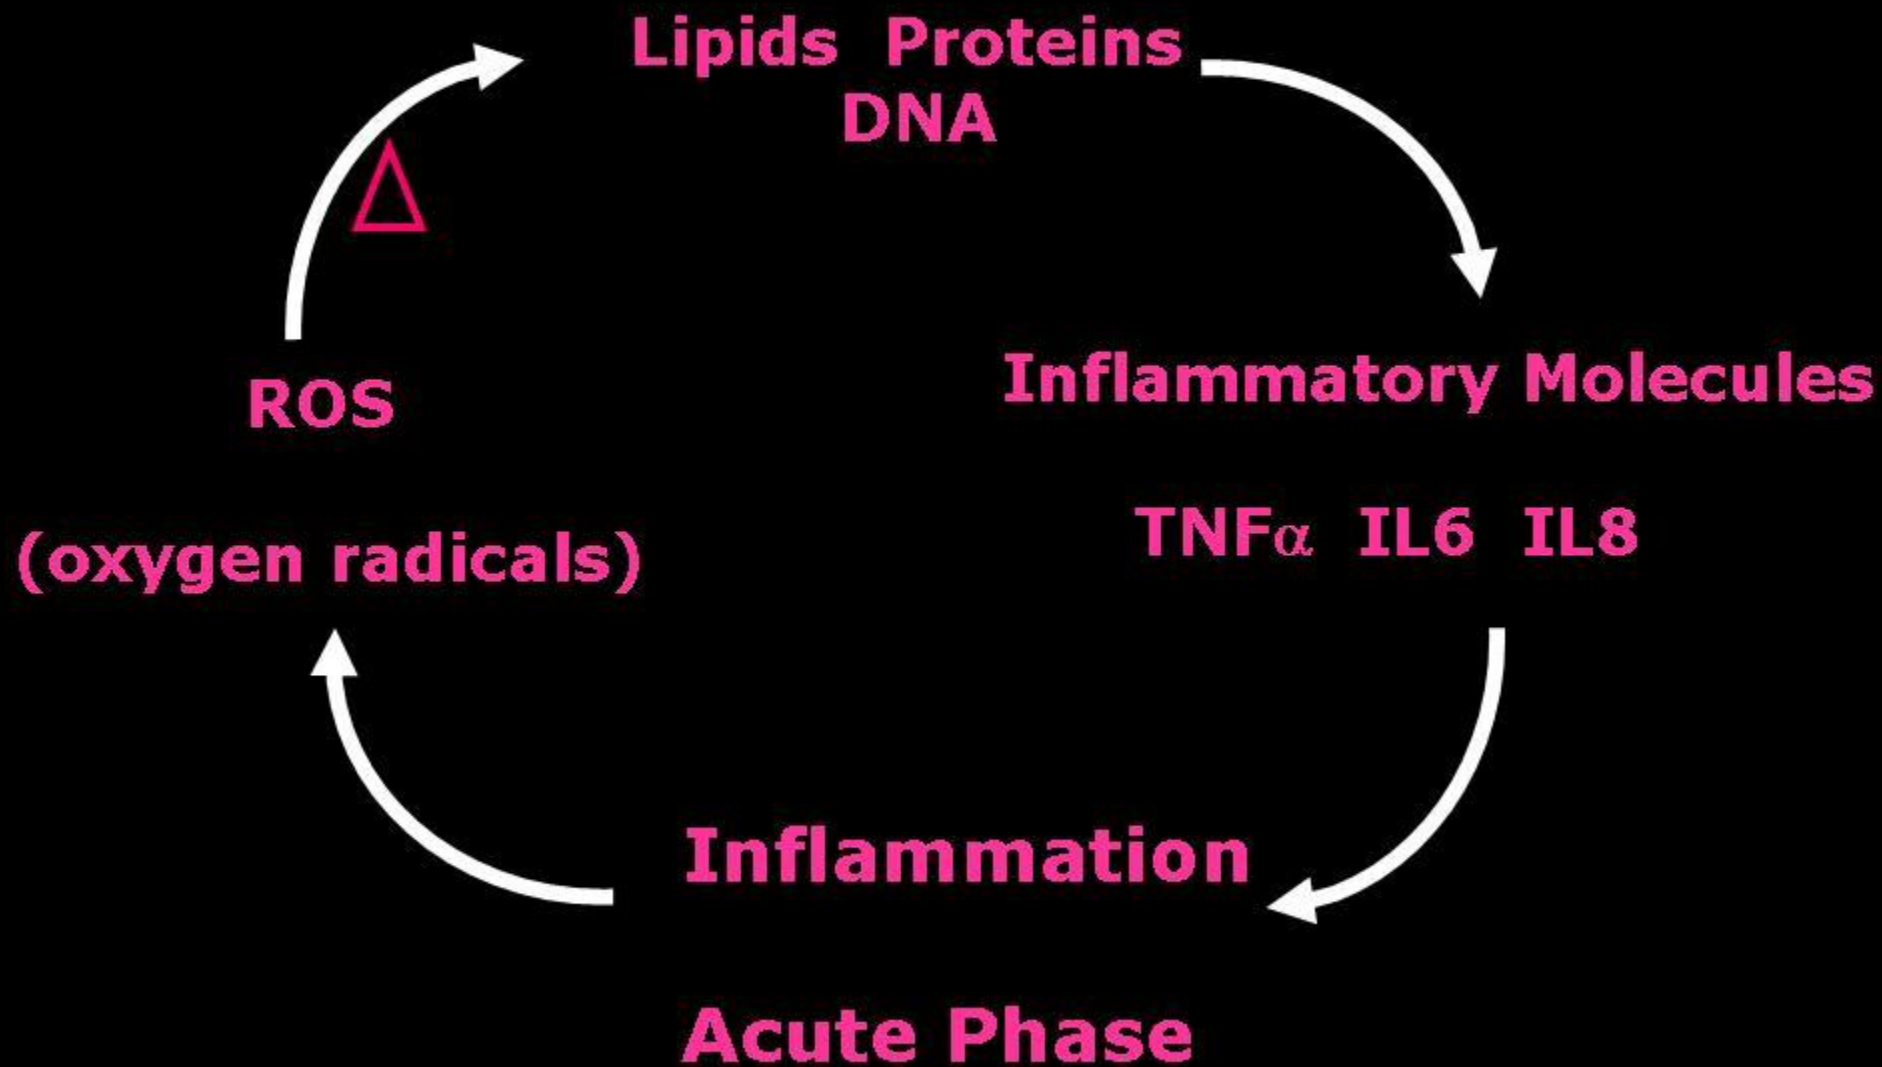 Lipids Proteins
DNA
Δ
ROS
(oxygen radicals)
Inflammatory Molecules
TNFα IL6 IL8
Inflammation
Acute Phase